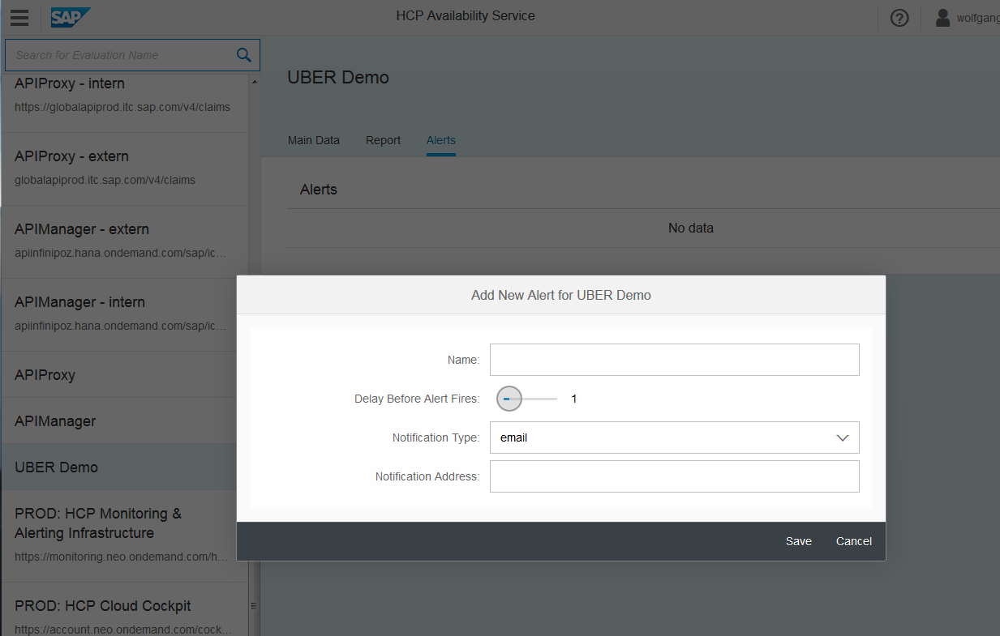 SAP
HCP Availability Service
wolfgang
Search for Evaluation Name
APIProxy - intern
https://globalapiprod.itc.sap.com/v4/claims
APIProxy - extern
globalapiprod.itc.sap.com/v4/claims
APIManager - extern
apiinfinipoz.hana.ondemand.com/sap/ic...
APIManager - intern
apiinfinipoz.hana.ondemand.com/sap/ic...
APIProxy
APIManager
UBER Demo
PROD: HCP Monitoring &
Alerting Infrastructure
https://monitoring.neo.ondemand.com/h...
PROD: HCP Cloud Cockpit
https://account.neo.ondemand.com/cock...
UBER Demo
Main Data Report Alerts
Alerts
No data
Add New Alert for UBER Demo
Name:
Delay Before Alert Fires: 1
Notification Type: email
Notification Address:
Save Cancel